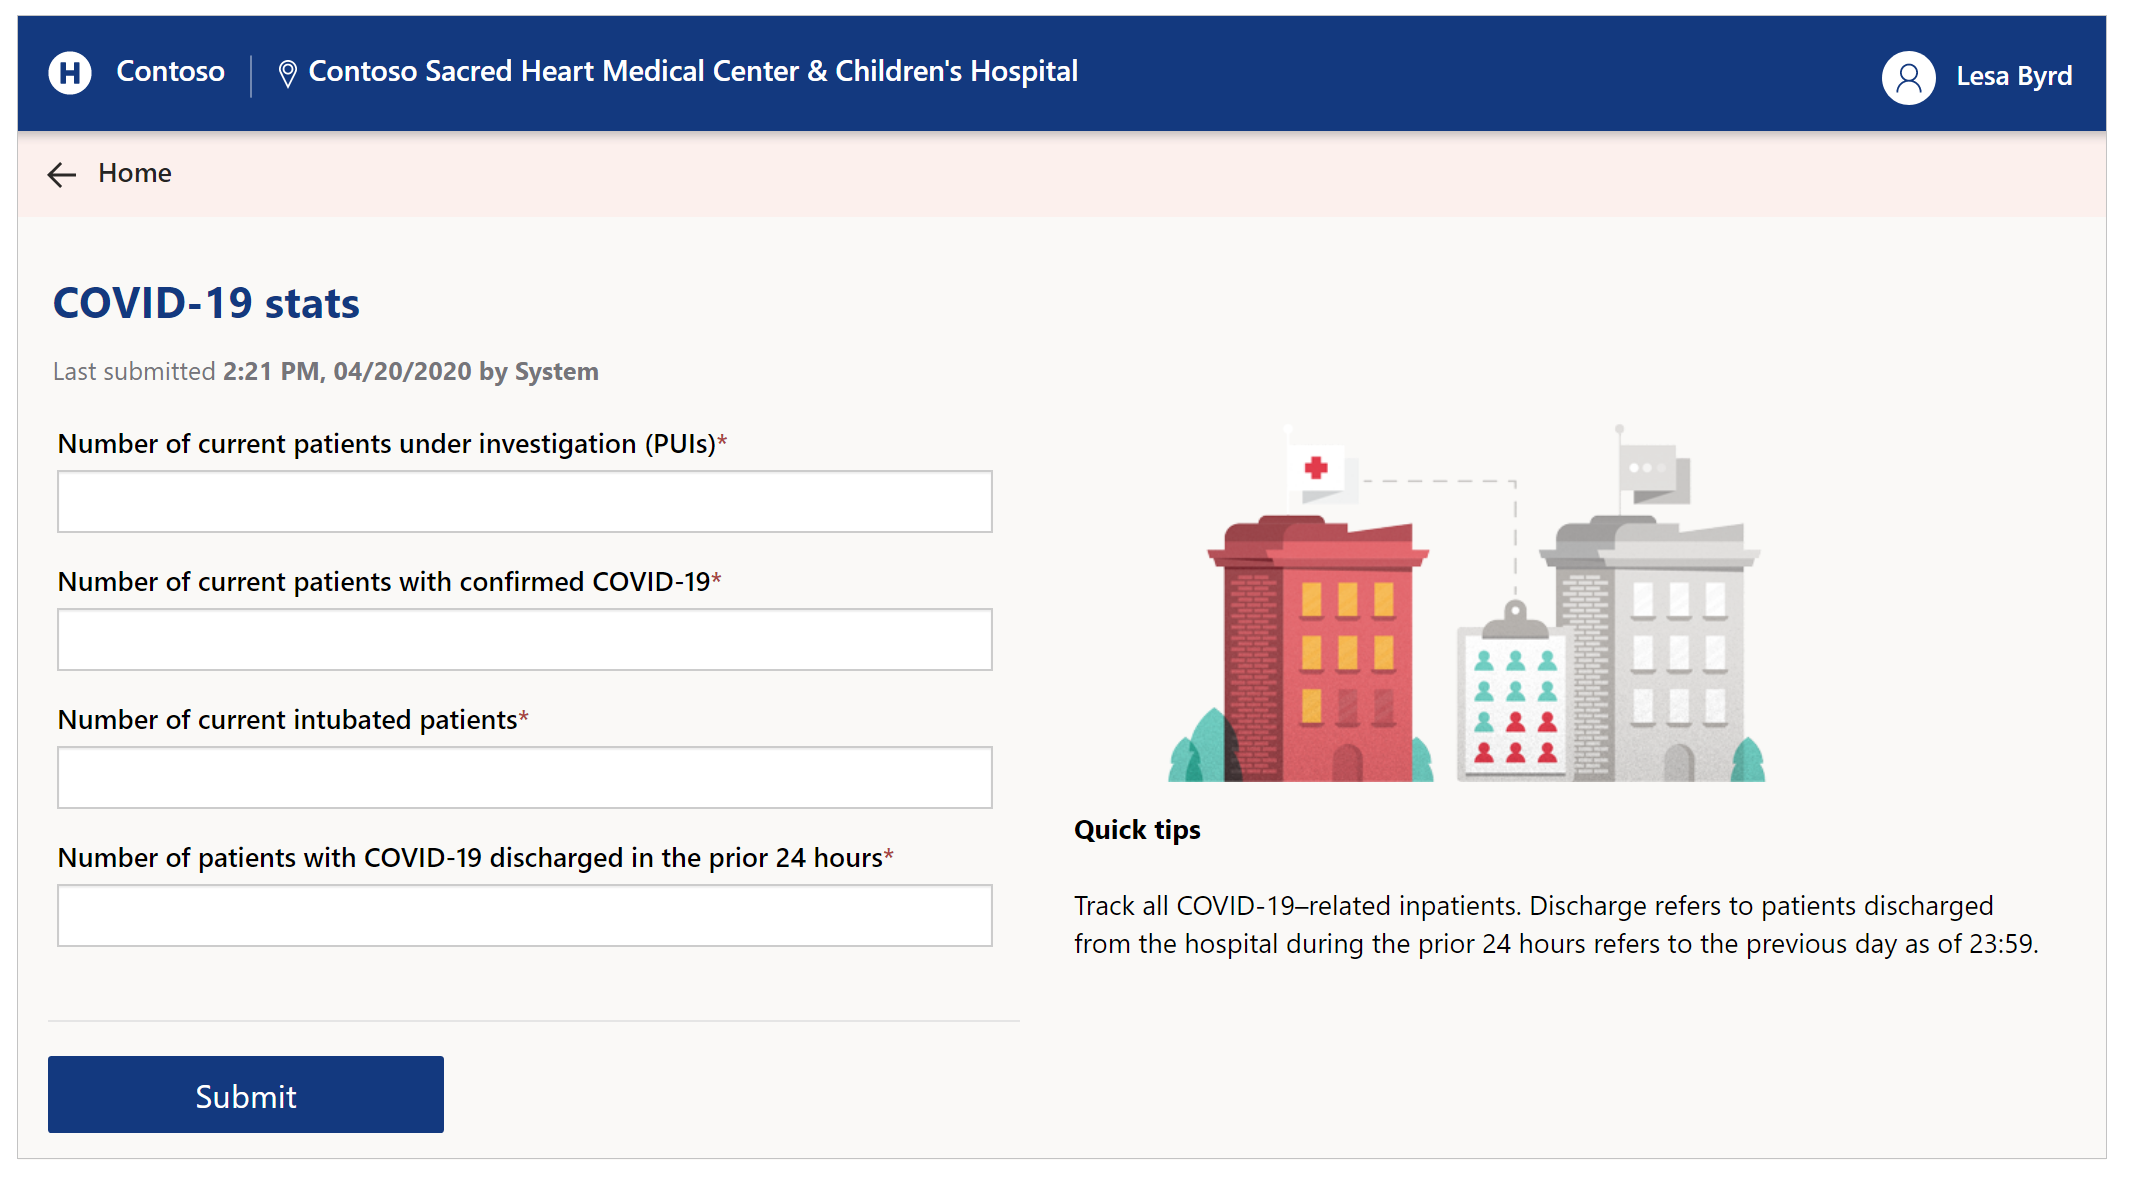 H Contoso Contoso Sacred Heart Medical Center & Children's Hospital Lesa Byrd
Home
COVID-19 stats
Last submitted 2:21 PM, 04/20/2020 by System
Number of current patients under investigation (PUIs)*
Number of current patients with confirmed COVID-19*
Number of current intubated patients*
Number of patients with COVID-19 discharged in the prior 24 hours*
Submit
Quick tips
Track all COVID-19–related inpatients. Discharge refers to patients discharged
from the hospital during the prior 24 hours refers to the previous day as of 23:59.